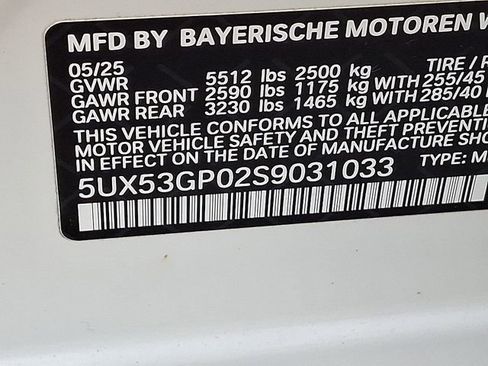 MFD BY BAYERISCHE MOTOREN W
05/25 TIRE / R
GVWR 5512 lbs 2500 kg
GAWR FRONT 2590 lbs 1175 kg WITH 255/45
GAWR REAR 3230 lbs 1465 kg WITH 285/40
THIS VEHICLE CONFORMS TO ALL APPLICABL
MOTOR VEHICLE SAFETY AND THEFT PREVENTI
IN EFFECT ON THE DATE OF MANUFACTURE SHO
5UX53GP02S9031033 TYPE: M